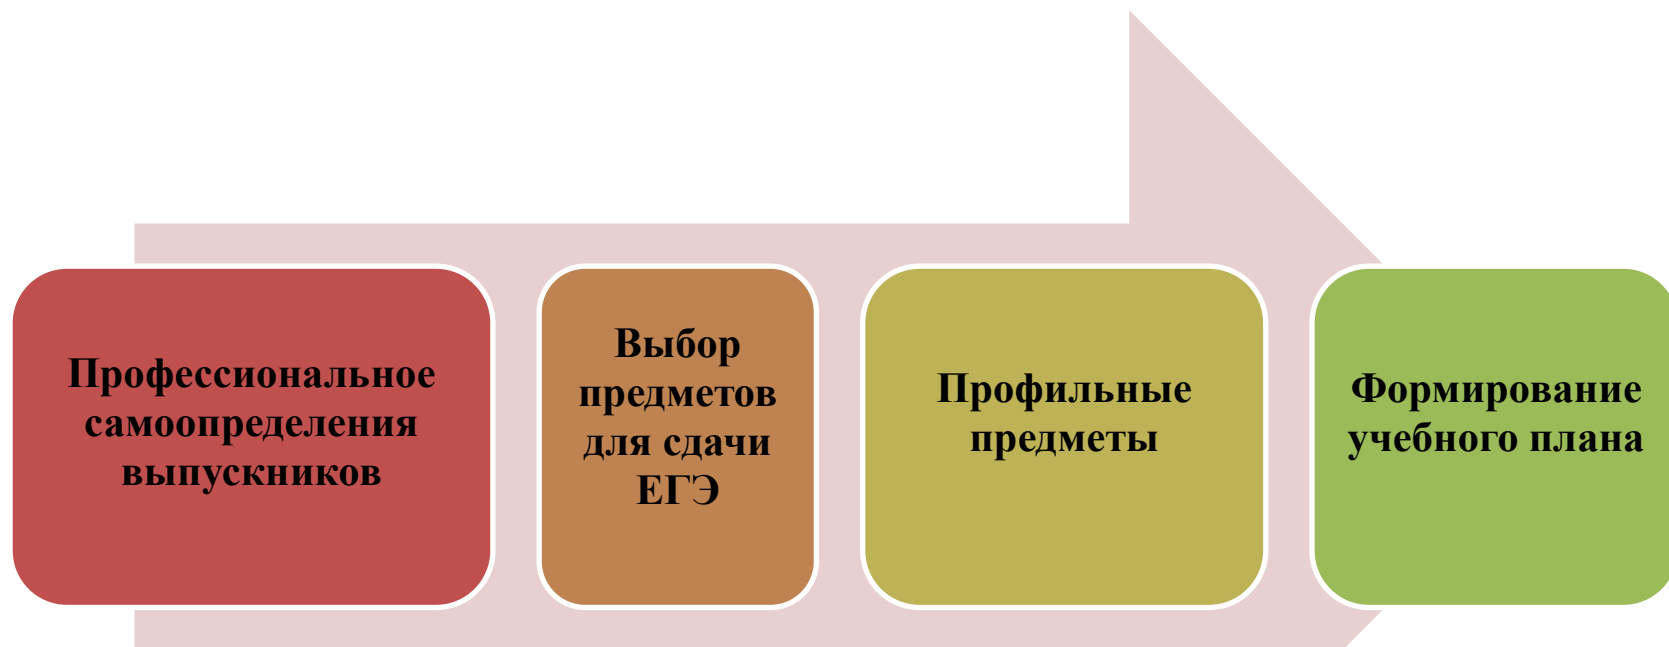 Профессиональное
самоопределения
выпускников
Выбор
предметов
для сдачи
ЕГЭ
Профильные
предметы
Формирование
учебного плана